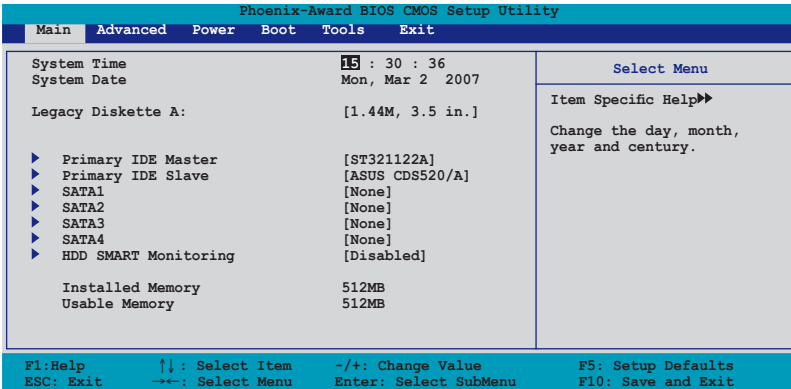 Phoenix-Award BIOS CMOS Setup Utility
Main Advanced Power Boot Tools Exit
System Time 15 : 30 : 36
System Date Mon, Mar 2 2007
Legacy Diskette A: [1.44M, 3.5 in.]
Primary IDE Master [ST321122A]
Primary IDE Slave [ASUS CDS520/A]
SATA1 [None]
SATA2 [None]
SATA3 [None]
SATA4 [None]
HDD SMART Monitoring [Disabled]
Installed Memory 512MB
Usable Memory 512MB
Select Menu
Item Specific Help
Change the day, month,
year and century.
F1:Help ↑↓ : Select Item -/+: Change Value F5: Setup Defaults
ESC: Exit →← : Select Menu Enter: Select SubMenu F10: Save and Exit